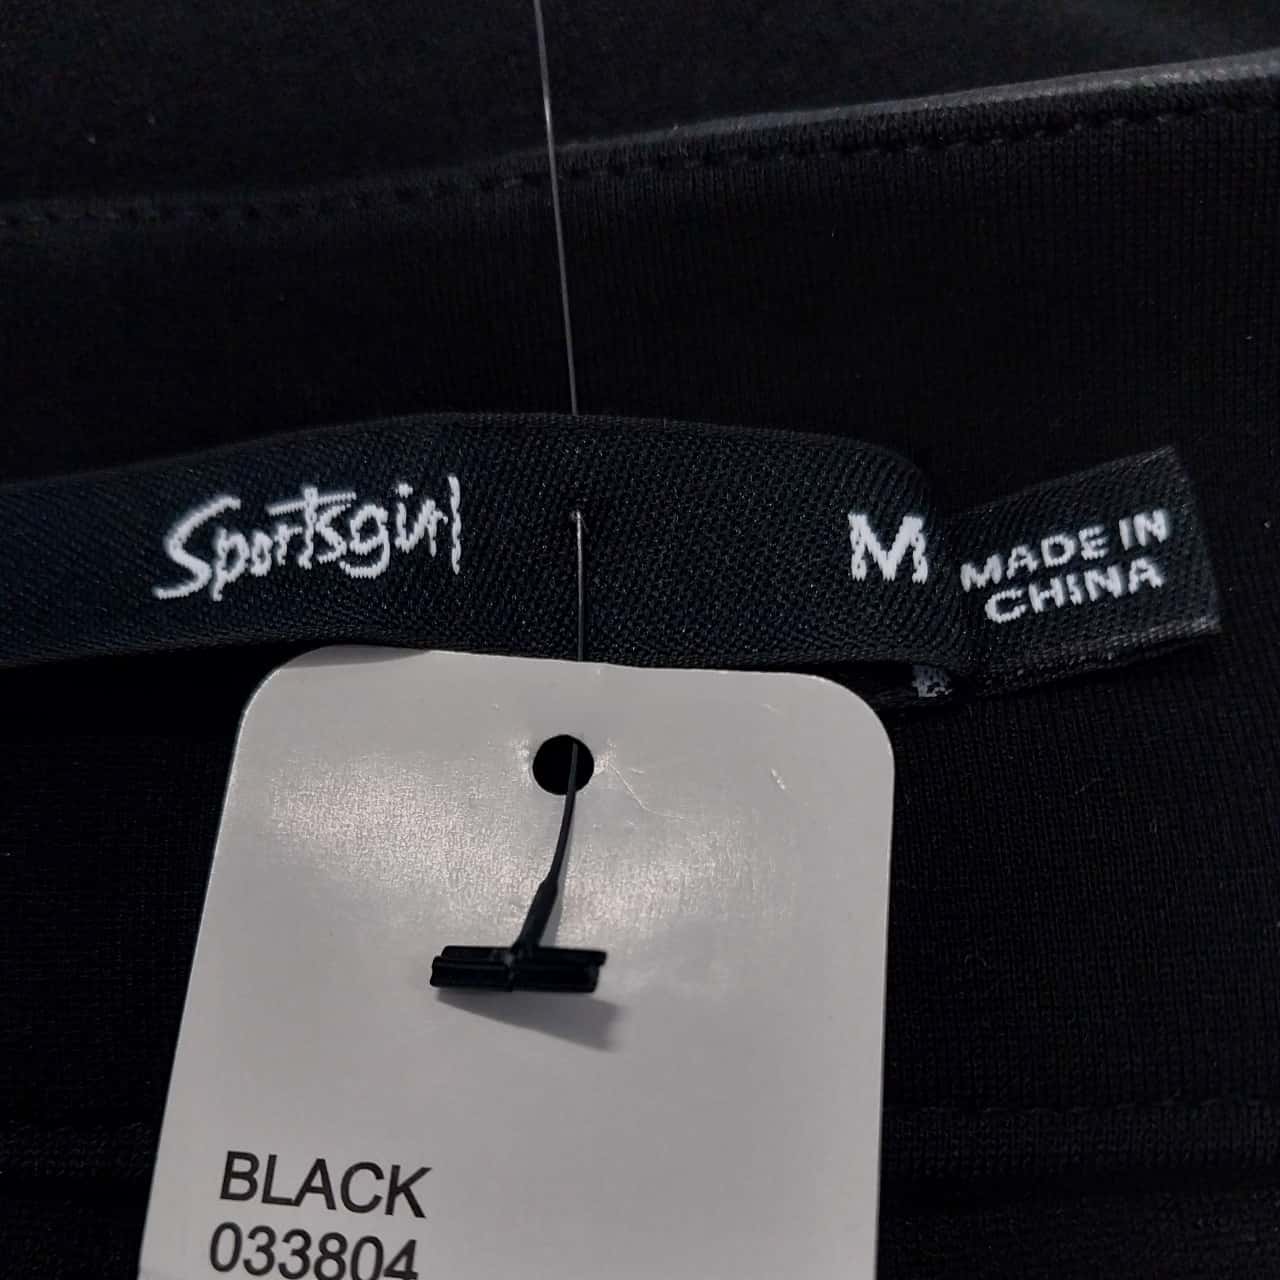 Sportsgirl
M
MADE IN
CHINA
BLACK
033804